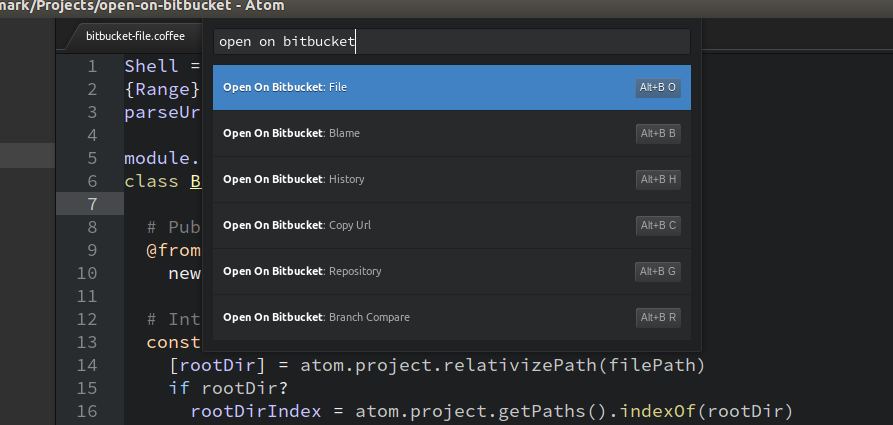 mark/Projects/open-on-bitbucket - Atom
bitbucket-file.coffee
open on bitbucket
Open On Bitbucket: File Alt+B O
Open On Bitbucket: Blame Alt+B B
Open On Bitbucket: History Alt+B H
Open On Bitbucket: Copy Url Alt+B C
Open On Bitbucket: Repository Alt+B G
Open On Bitbucket: Branch Compare Alt+B R
1 Shell =
2 {Range}
3 parseUr
4
5 module.
6 class B
7
8 # Pub
9 @from
10 new
11
12 # Int
13 const
14 [rootDir] = atom.project.relativizePath(filePath)
15 if rootDir?
16 rootDirIndex = atom.project.getPaths().indexOf(rootDir)